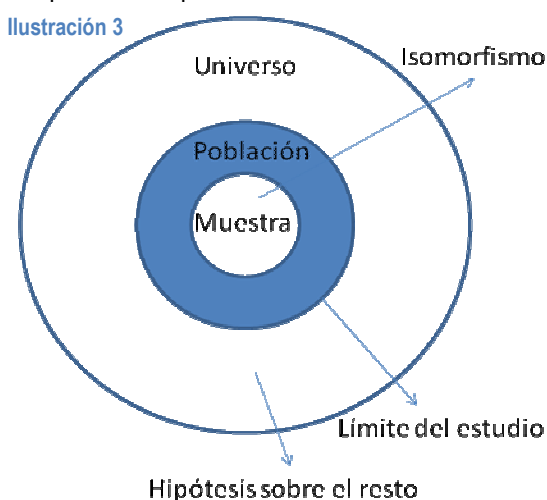 Ilustración 3
Universo
Isomorfismo
Población
Muestra
Límite del estudio
Hipótesis sobre el resto